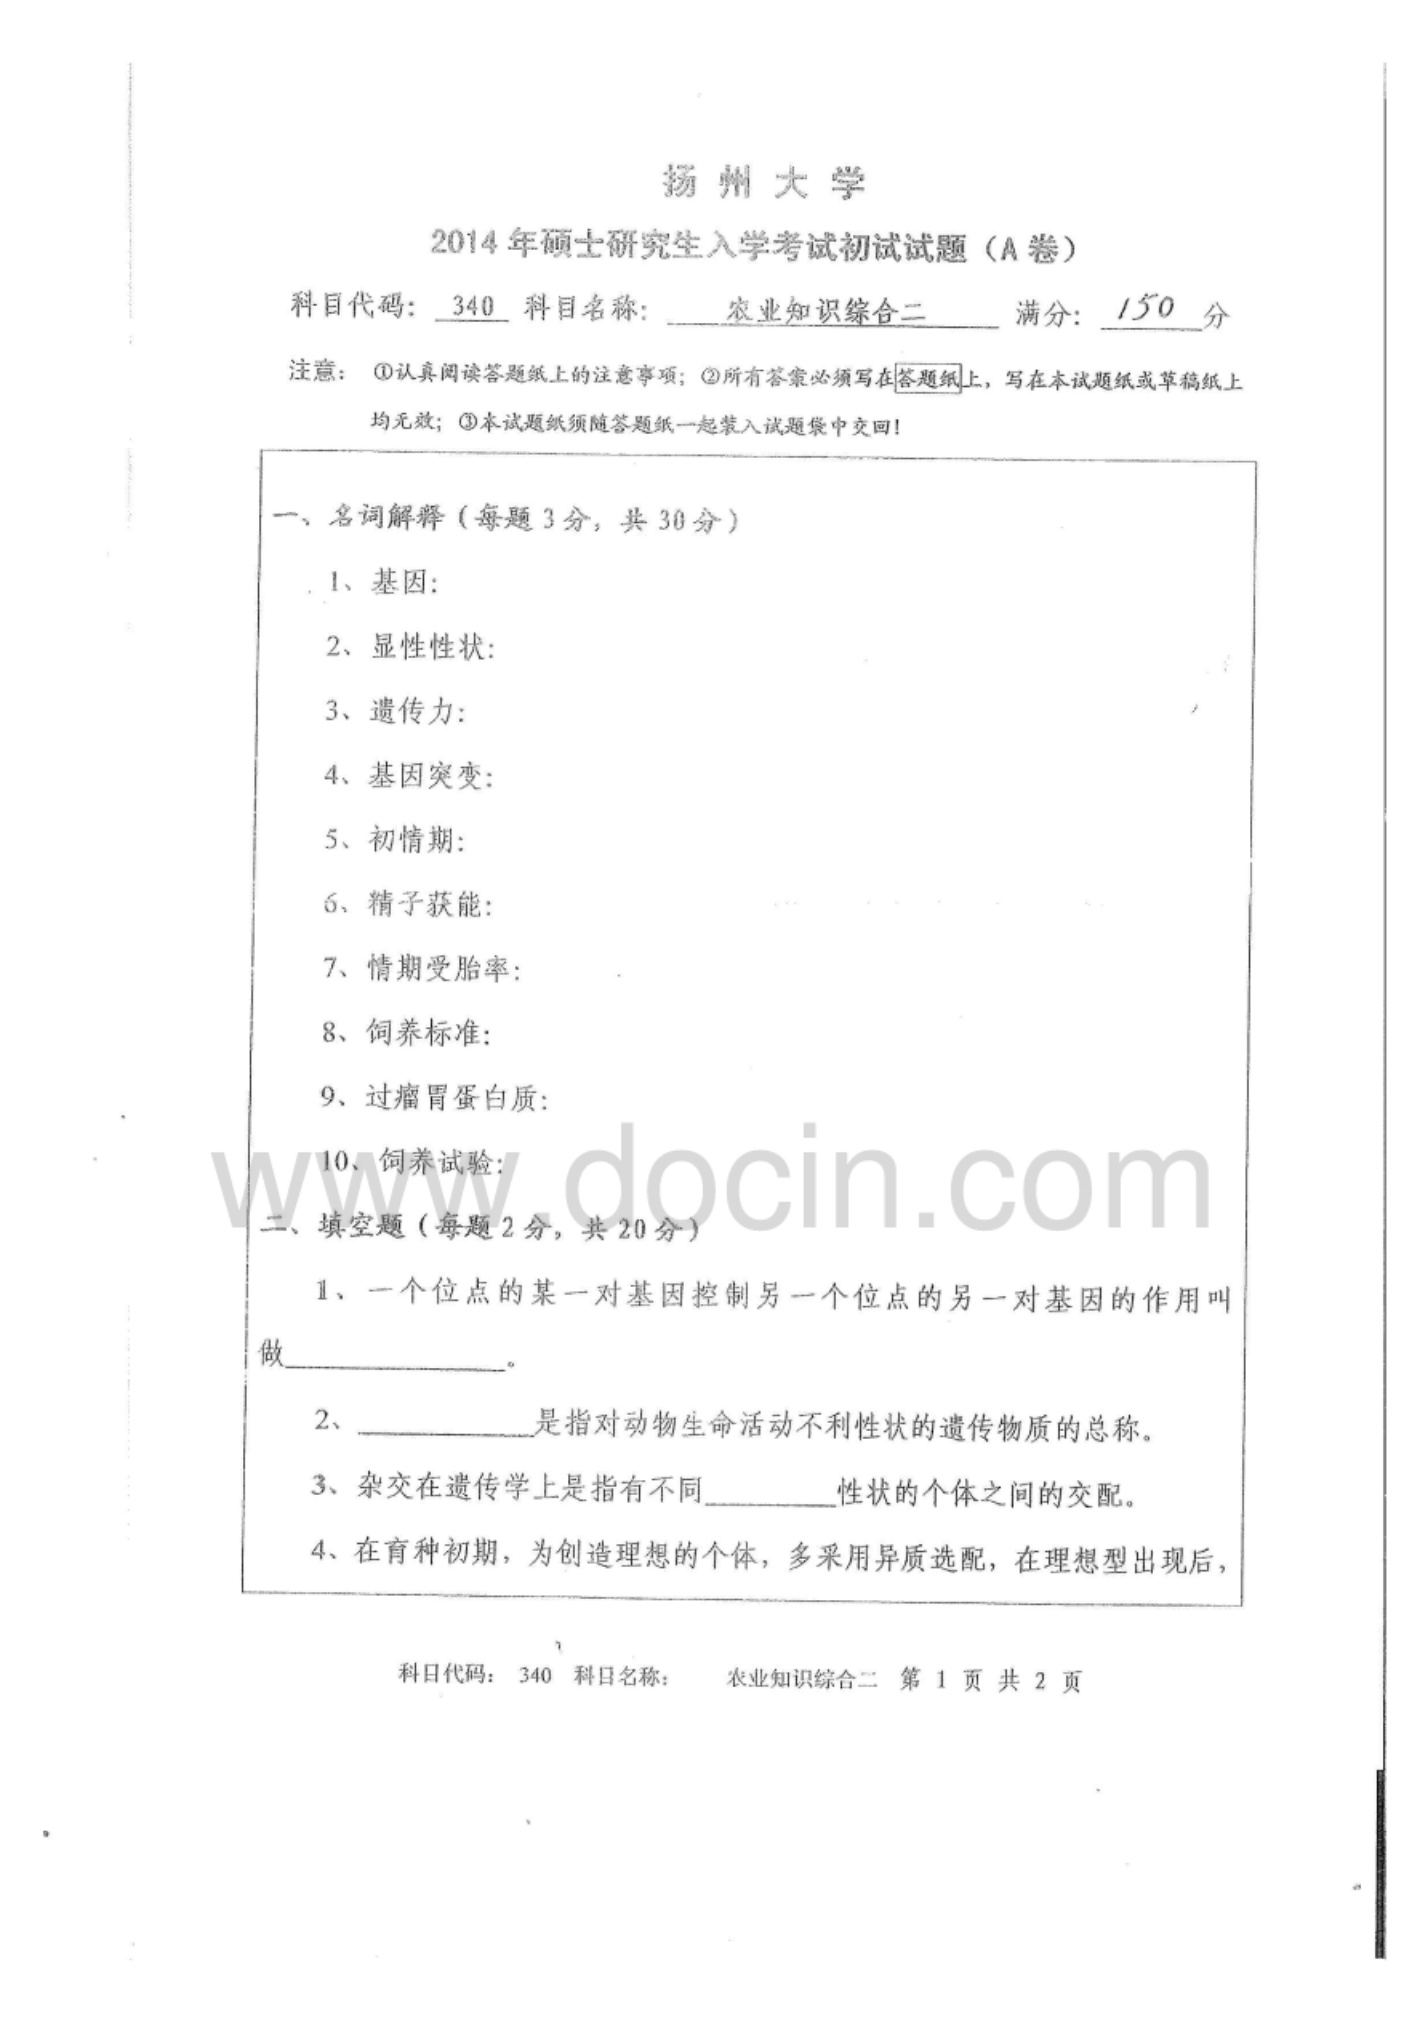 扬州大学
2014年硕士研究生入学考试初试试题（A卷）
科目代码： 340 科目名称： 农业知识综合二 满分： 150 分
注意： ①认真阅读答题纸上的注意事项；②所有答案必须写在答题纸上，写在本试题纸或草稿纸上
均无效；③本试题纸须随答题纸一起装入试题袋中交回！
一、名词解释（每题3分，共30分）
1、基因：
2、显性性状：
3、遗传力：
4、基因突变：
5、初情期：
6、精子获能：
7、情期受胎率：
8、饲养标准：
9、过瘤胃蛋白质：
10、饲养试验：
www.docin.com
二、填空题（每题2分，共20分）
1、一个位点的某一对基因控制另一个位点的另一对基因的作用叫
做____________。
2、____________是指对动物生命活动不利性状的遗传物质的总称。
3、杂交在遗传学上是指有不同________性状的个体之间的交配。
4、在育种初期，为创造理想的个体，多采用异质选配，在理想型出现后，
科目代码： 340 科目名称： 农业知识综合二 第 1 页 共 2 页